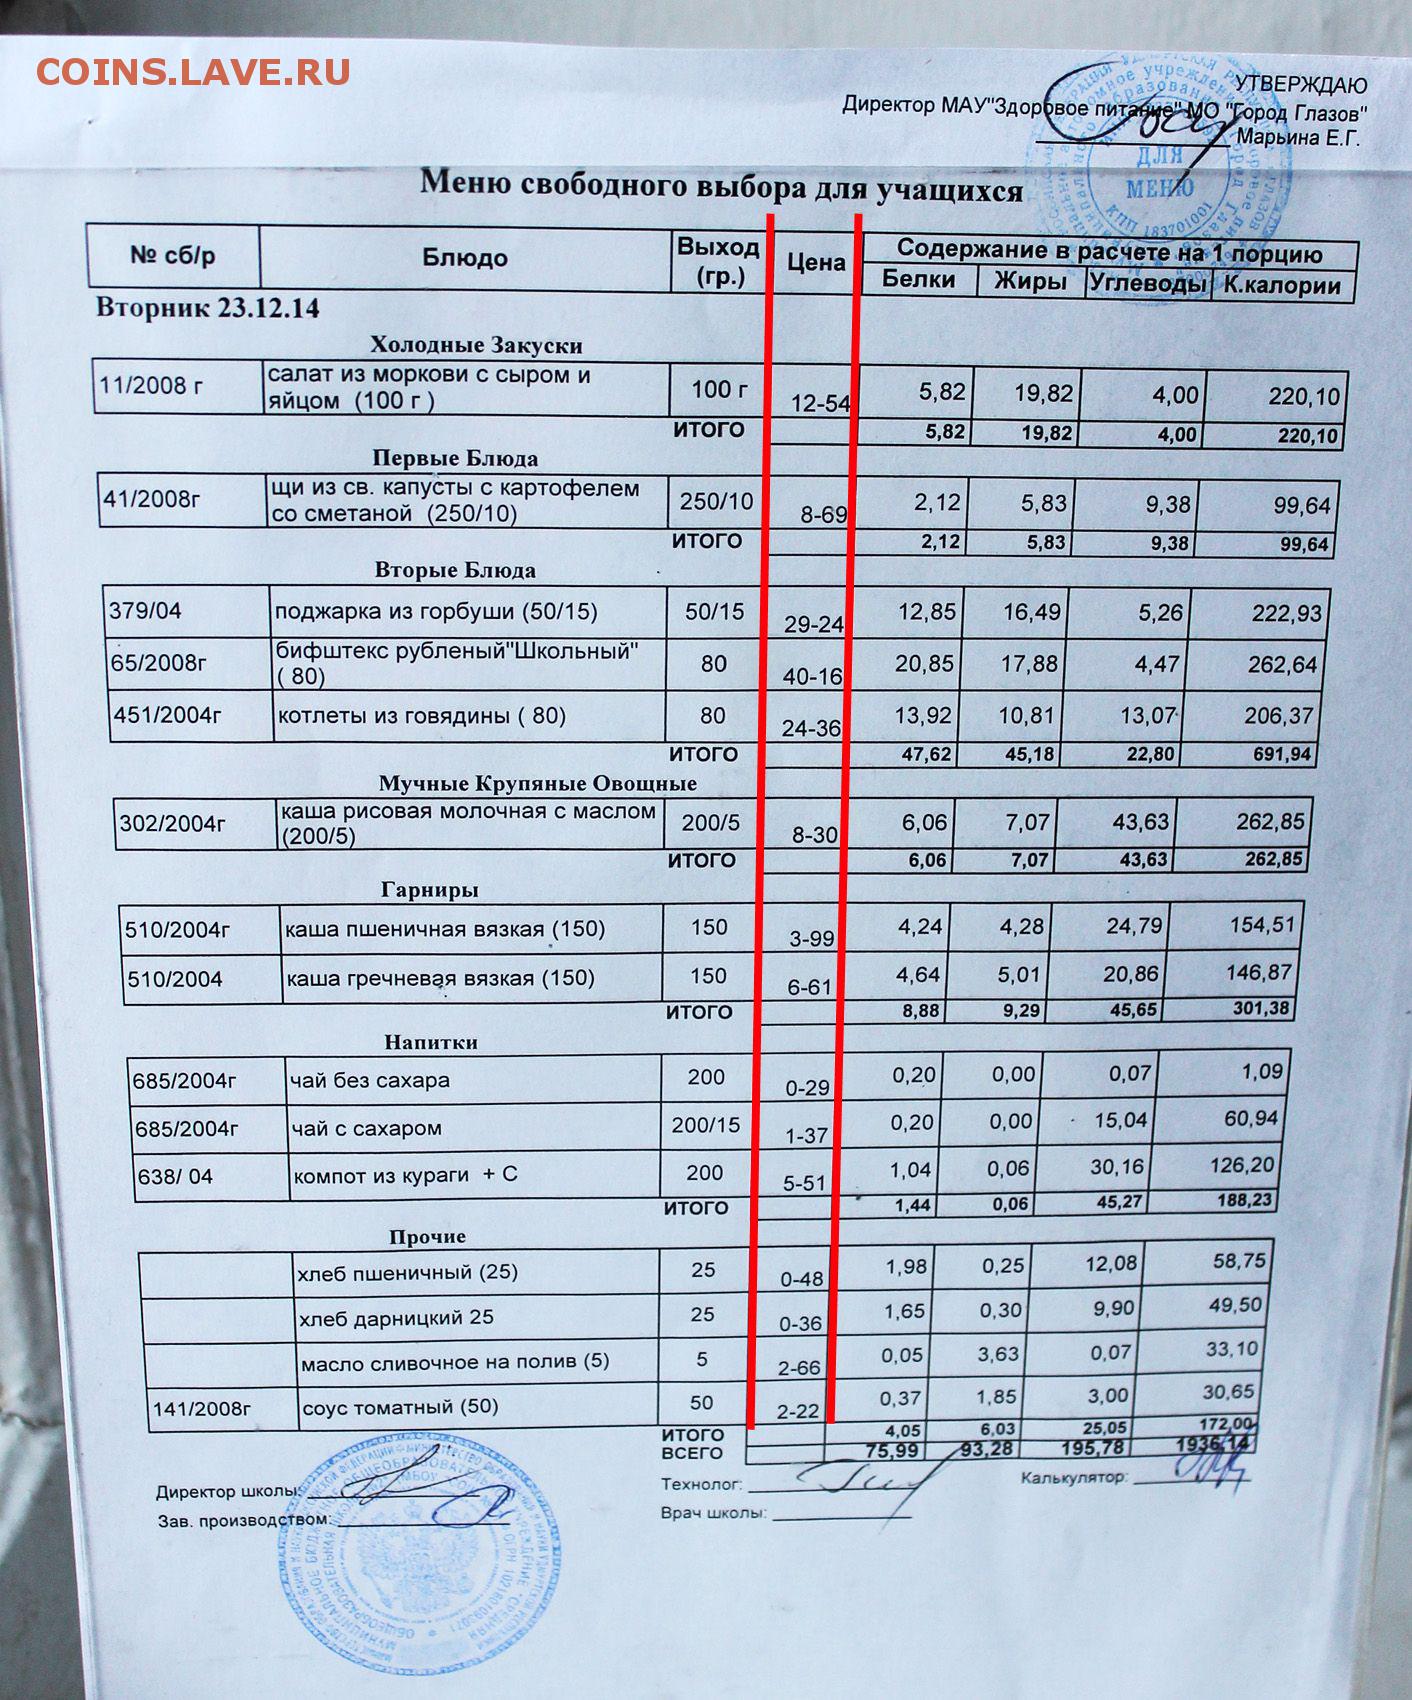 COINS.LAVE.RU
УТВЕРЖДАЮ
Директор МАУ"Здоровое питание" МО "Город Глазов"
Марьина Е.Г.
ДЛЯ
МЕНЮ
КПП 183701001
Меню свободного выбора для учащихся
№ сб/р Блюдо Выход (гр.) Цена Содержание в расчете на 1 порцию
Белки Жиры Углеводы К.калории
Вторник 23.12.14
Холодные Закуски
11/2008 г салат из моркови с сыром и яйцом (100 г ) 100 г 12-54 5,82 19,82 4,00 220,10
ИТОГО 5,82 19,82 4,00 220,10
Первые Блюда
41/2008г щи из св. капусты с картофелем со сметаной (250/10) 250/10 8-69 2,12 5,83 9,38 99,64
ИТОГО 2,12 5,83 9,38 99,64
Вторые Блюда
379/04 поджарка из горбуши (50/15) 50/15 29-24 12,85 16,49 5,26 222,93
65/2008г бифштекс рубленый"Школьный" ( 80) 80 40-16 20,85 17,88 4,47 262,64
451/2004г котлеты из говядины ( 80) 80 24-36 13,92 10,81 13,07 206,37
ИТОГО 47,62 45,18 22,80 691,94
Мучные Крупяные Овощные
302/2004г каша рисовая молочная с маслом (200/5) 200/5 8-30 6,06 7,07 43,63 262,85
ИТОГО 6,06 7,07 43,63 262,85
Гарниры
510/2004г каша пшеничная вязкая (150) 150 3-99 4,24 4,28 24,79 154,51
510/2004 каша гречневая вязкая (150) 150 6-61 4,64 5,01 20,86 146,87
ИТОГО 8,88 9,29 45,65 301,38
Напитки
685/2004г чай без сахара 200 0-29 0,20 0,00 0,07 1,09
685/2004г чай с сахаром 200/15 1-37 0,20 0,00 15,04 60,94
638/ 04 компот из кураги + С 200 5-51 1,04 0,06 30,16 126,20
ИТОГО 1,44 0,06 45,27 188,23
Прочие
хлеб пшеничный (25) 25 0-48 1,98 0,25 12,08 58,75
хлеб дарницкий 25 25 0-36 1,65 0,30 9,90 49,50
масло сливочное на полив (5) 5 2-66 0,05 3,63 0,07 33,10
141/2008г соус томатный (50) 50 2-22 0,37 1,85 3,00 30,65
ИТОГО 4,05 6,03 25,05 172,00
ВСЕГО 75,99 93,28 195,78 1936,14
Директор школы: Технолог: Калькулятор:
Зав. производством: Врач школы: